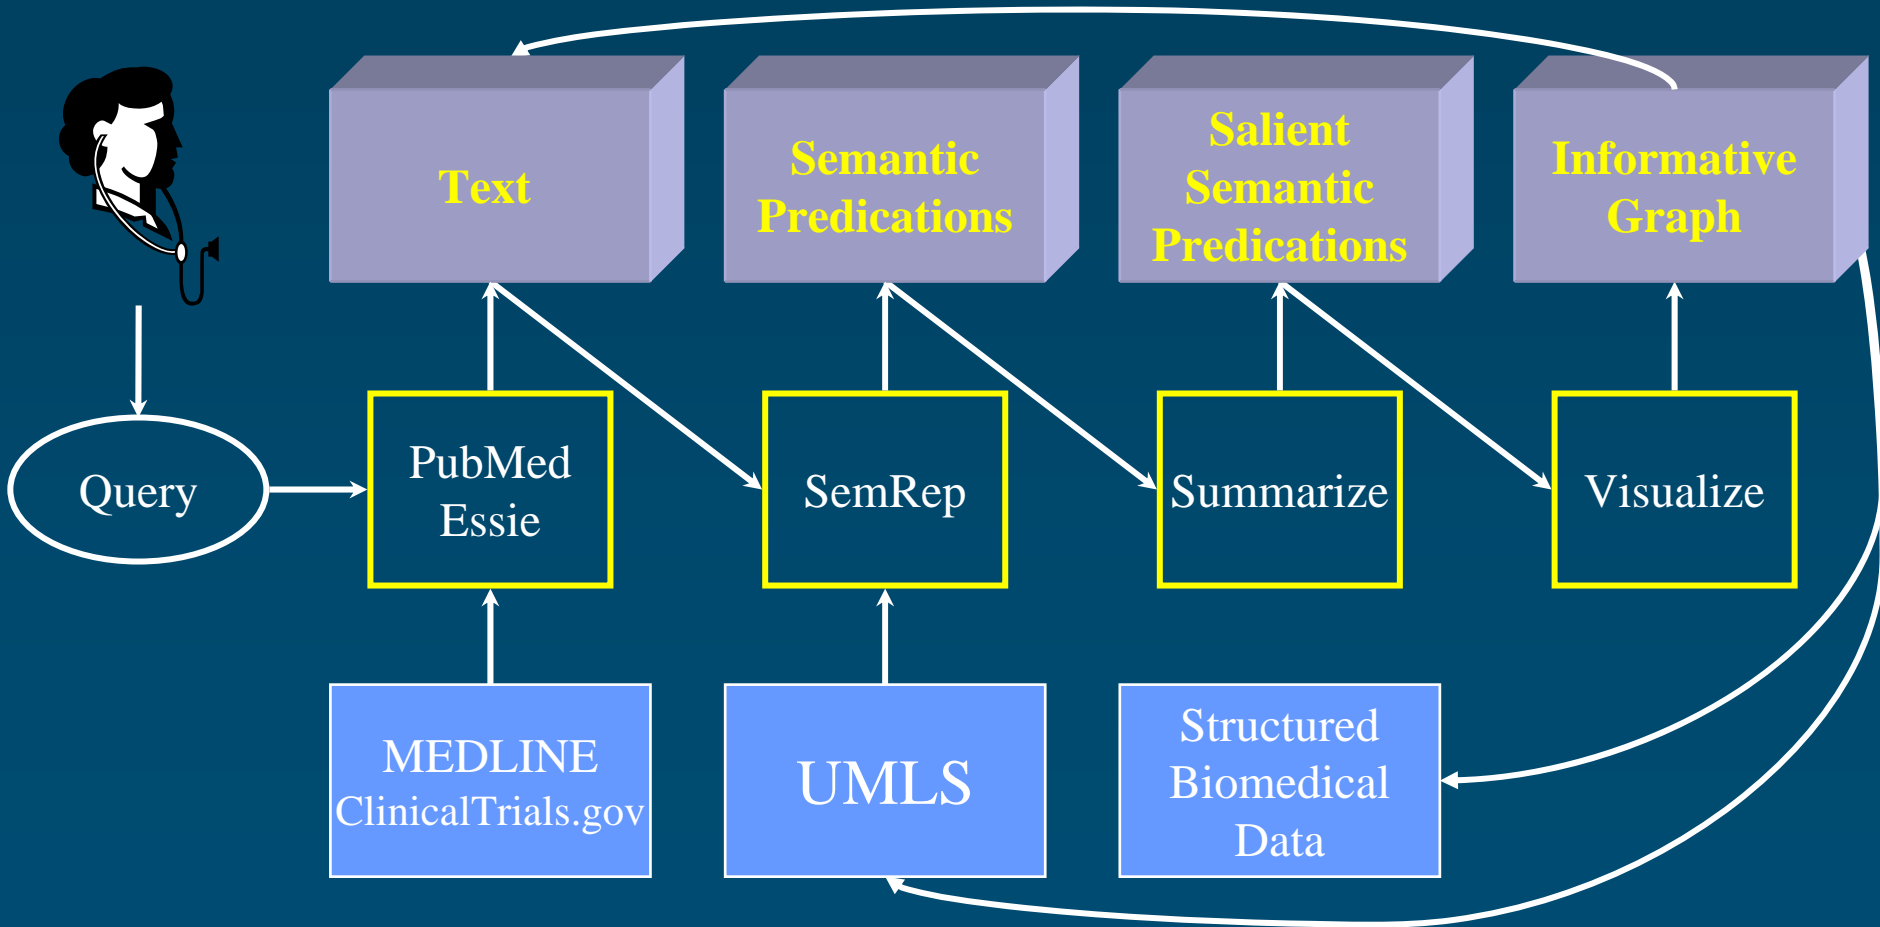 Text
Semantic
Predications
Salient
Semantic
Predications
Informative
Graph
Query
PubMed
Essie
SemRep
Summarize
Visualize
MEDLINE
ClinicalTrials.gov
UMLS
Structured
Biomedical
Data